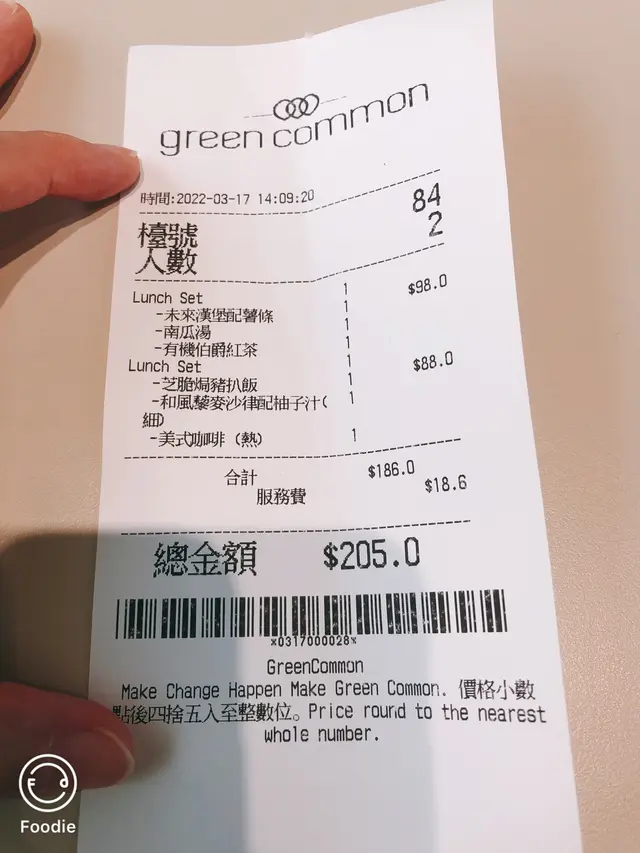 green common
時間:2022-03-17 14:09:20
檯號 84
人數 2
Lunch Set 1 $98.0
-未來漢堡配薯條 1
-南瓜湯 1
-有機伯爵紅茶 1
Lunch Set 1 $88.0
-芝脆焗豬扒飯 1
-和風藜麥沙律配柚子汁( 1
細)
-美式咖啡 (熱) 1
合計 $186.0
服務費 $18.6
總金額 $205.0
*0317000028*
GreenCommon
Make Change Happen Make Green Common. 價格小數
點後四捨五入至整數位。Price round to the nearest
whole number.
Foodie